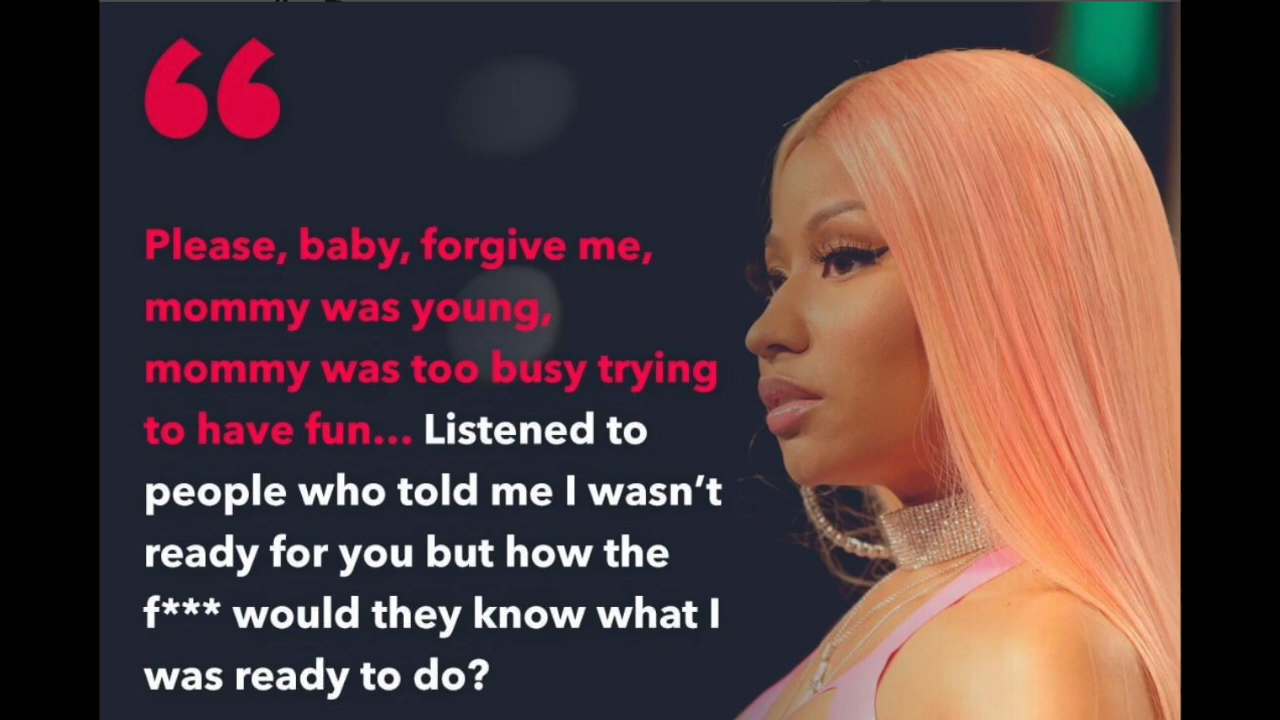 “
Please, baby, forgive me,
mommy was young,
mommy was too busy trying
to have fun... Listened to
people who told me I wasn’t
ready for you but how the
f*** would they know what I
was ready to do?